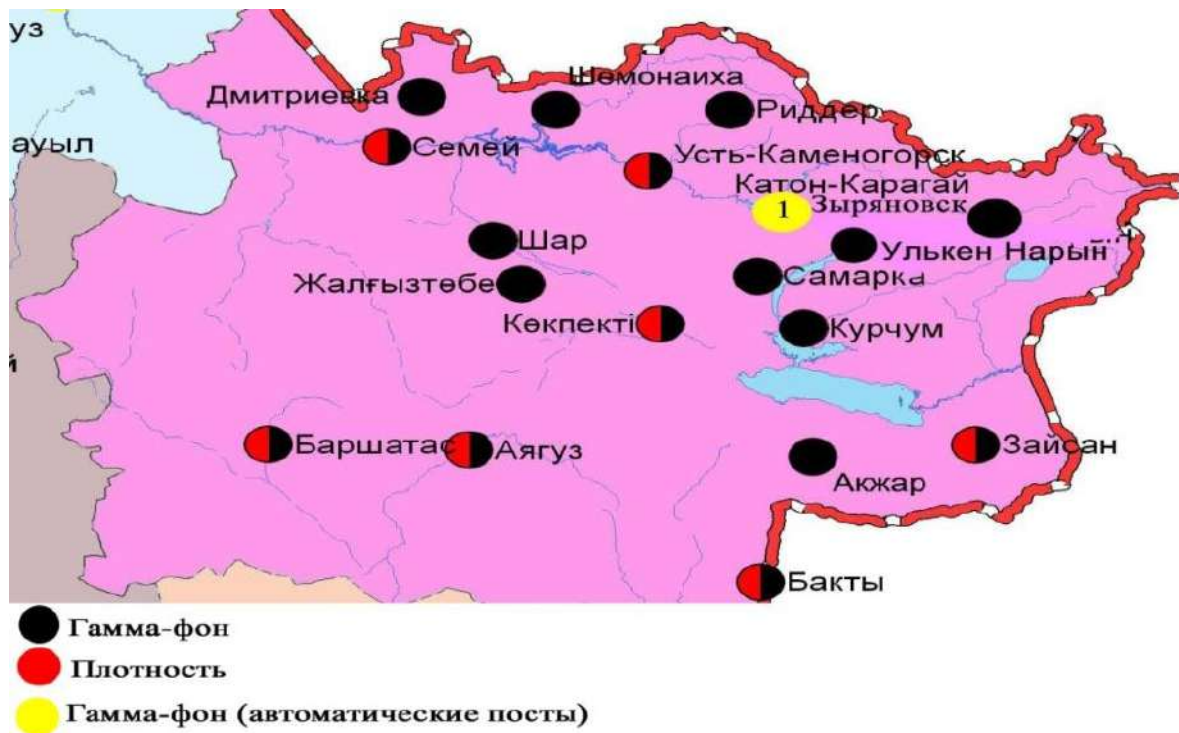 уз
Шемонаиха
Дмитриевка
Риддер
ауыл
Семей
Усть-Каменогорск
Катон-Карагай
1
Зыряновск
Шар
Улькен Нарын
Жалғызтөбе
Самарка
Көкпекті
Курчум
й
Баршатас
Аягуз
Зайсан
Акжар
Бакты
Гамма-фон
Плотность
Гамма-фон (автоматические посты)